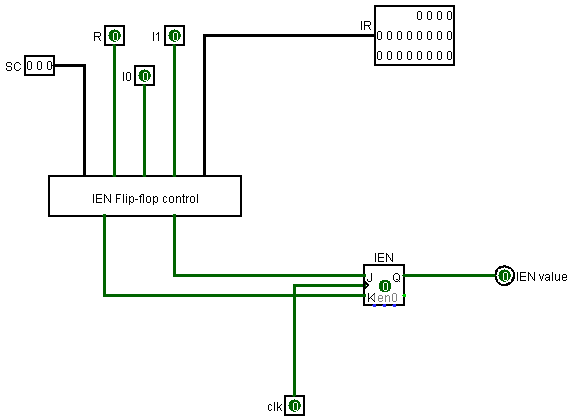 R 0
I1 0
IR 0 0 0 0
0 0 0 0 0 0 0 0
0 0 0 0 0 0 0 0
SC 0 0 0
I0 0
IEN Flip-flop control
IEN
J Q
0
K en0
0 IEN value
clk 0